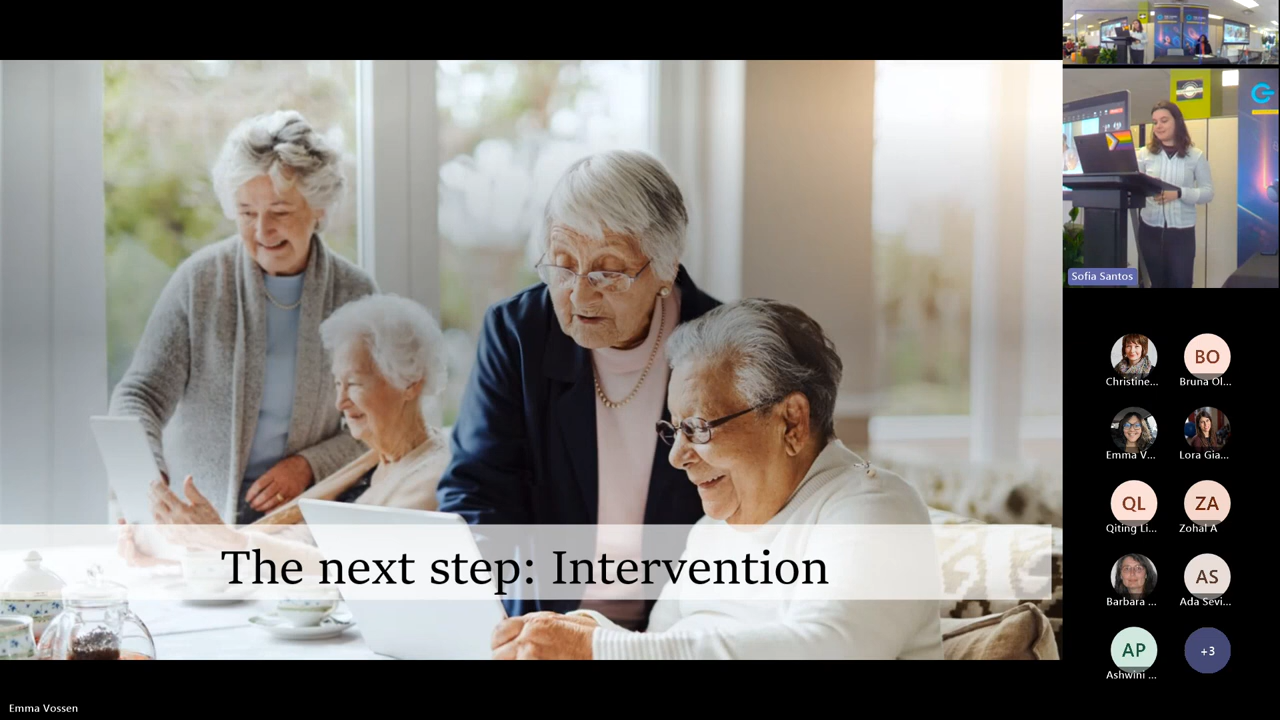 The next step: Intervention
Sofia Santos
Christine...
BO
Bruna Ol...
Emma V...
Lora Gia...
QL
Qiting Li...
ZA
Zohal A
Barbara ...
AS
Ada Sevi...
AP
Ashwini ...
+3
Emma Vossen